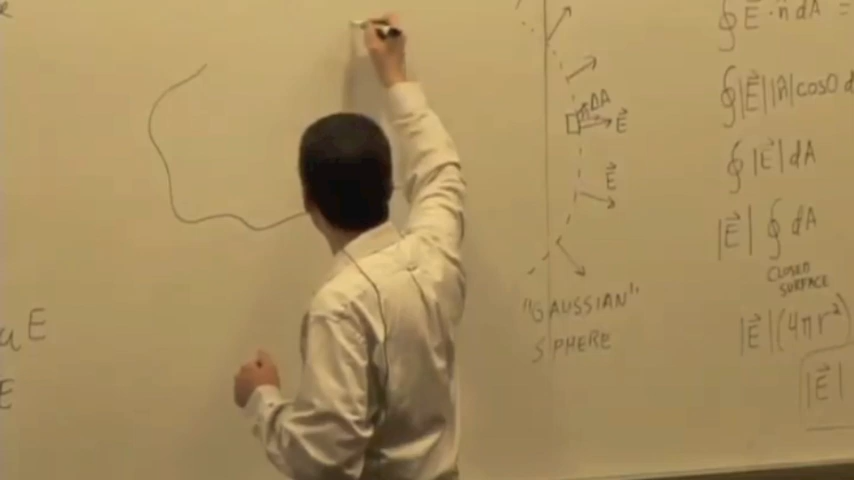 E
E
ΔA
n̂
E⃗
E⃗
"GAUSSIAN"
SPHERE
∮ E⃗ · n̂ dA =
∮ |E⃗| |n̂| cosθ d
∮ |E⃗| dA
|E⃗| ∮ dA
CLOSED
SURFACE
|E⃗| (4πr²)
|E⃗|